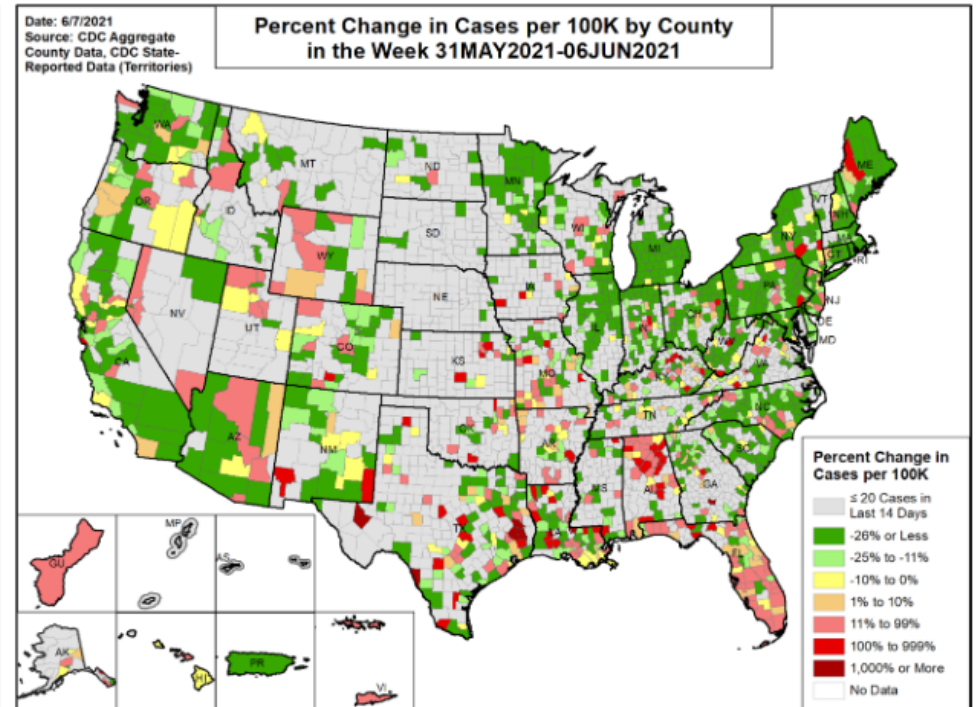 Date: 6/7/2021
Source: CDC Aggregate
County Data, CDC State-
Reported Data (Territories)
Percent Change in Cases per 100K by County
in the Week 31MAY2021-06JUN2021
WA
MT
ND
MN
ME
OR
ID
SD
WI
MI
VT
NH
NY
MA
CT
RI
WY
NE
IA
PA
NJ
NV
UT
CO
KS
MO
IL
IN
OH
WV
DE
MD
VA
CA
AZ
NM
OK
AR
TN
NC
SC
TX
LA
MS
AL
GA
FL
GU
MP
AS
AK
HI
PR
VI
Percent Change in
Cases per 100K
≤ 20 Cases in
Last 14 Days
-26% or Less
-25% to -11%
-10% to 0%
1% to 10%
11% to 99%
100% to 999%
1,000% or More
No Data